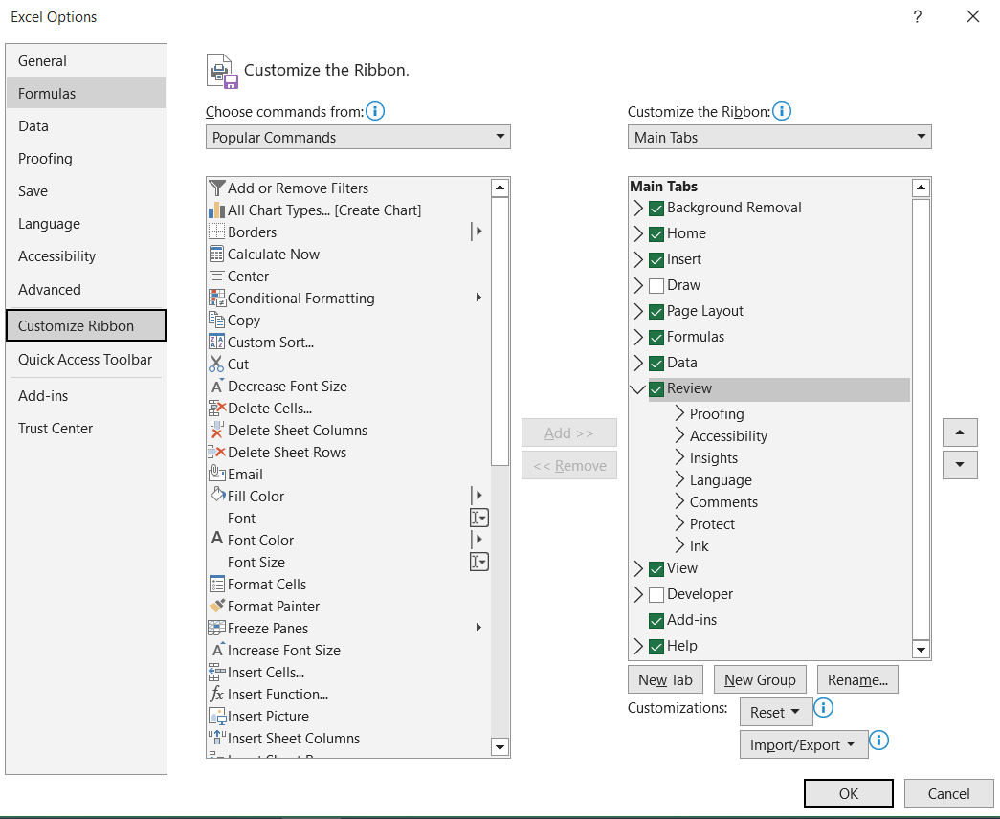 Excel Options
?
General
Formulas
Data
Proofing
Save
Language
Accessibility
Advanced
Customize Ribbon
Quick Access Toolbar
Add-ins
Trust Center
Customize the Ribbon.
Choose commands from:
Popular Commands
Add or Remove Filters
All Chart Types... [Create Chart]
Borders
Calculate Now
Center
Conditional Formatting
Copy
Custom Sort...
Cut
Decrease Font Size
Delete Cells...
Delete Sheet Columns
Delete Sheet Rows
Email
Fill Color
Font
Font Color
Font Size
Format Cells
Format Painter
Freeze Panes
Increase Font Size
Insert Cells...
Insert Function...
Insert Picture
Insert Sheet Columns
Add >>
<< Remove
Customize the Ribbon:
Main Tabs
Main Tabs
Background Removal
Home
Insert
Draw
Page Layout
Formulas
Data
Review
Proofing
Accessibility
Insights
Language
Comments
Protect
Ink
View
Developer
Add-ins
Help
New Tab
New Group
Rename...
Customizations:
Reset
Import/Export
OK
Cancel